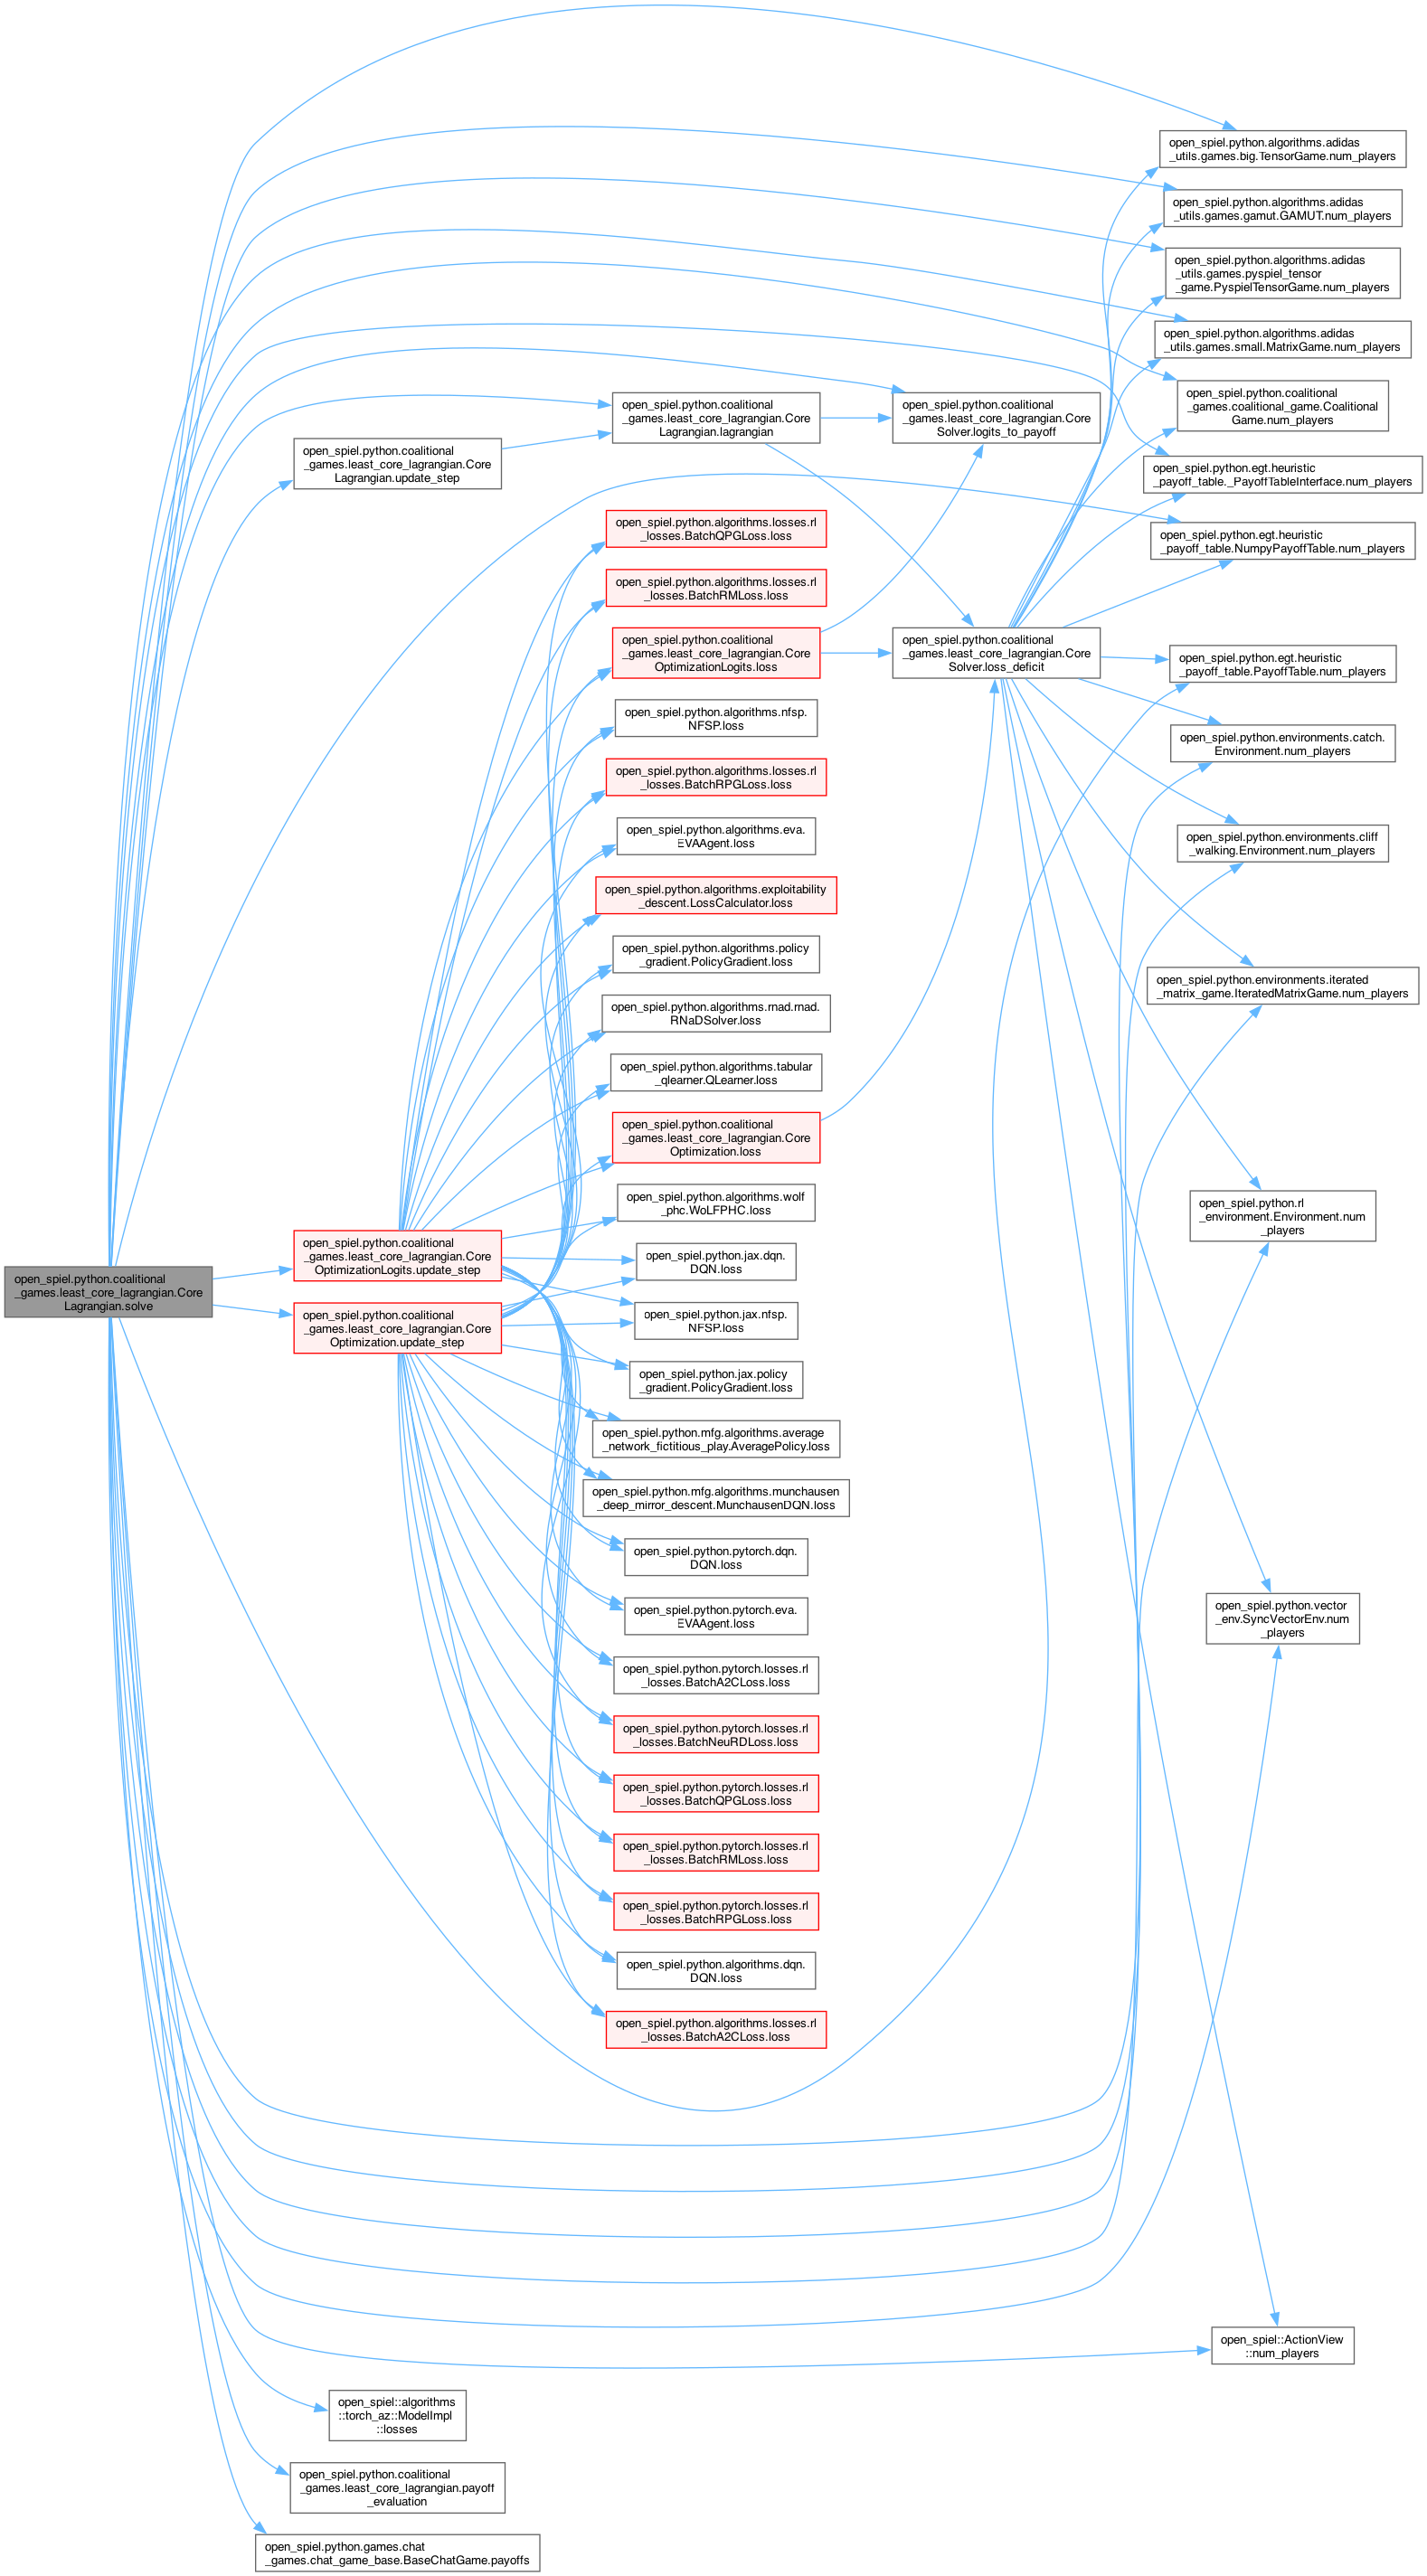 open_spiel.python.algorithms.adidas
_utils.games.big.TensorGame.num_players
open_spiel.python.algorithms.adidas
_utils.games.gamut.GAMUT.num_players
open_spiel.python.algorithms.adidas
_utils.games.pyspiel_tensor
_game.PyspielTensorGame.num_players
open_spiel.python.algorithms.adidas
_utils.games.small.MatrixGame.num_players
open_spiel.python.coalitional
_games.coalitional_game.Coalitional
Game.num_players
open_spiel.python.coalitional
_games.least_core_lagrangian.Core
Lagrangian.lagrangian
open_spiel.python.coalitional
_games.least_core_lagrangian.Core
Solver.logits_to_payoff
open_spiel.python.coalitional
_games.least_core_lagrangian.Core
Lagrangian.update_step
open_spiel.python.egt.heuristic
_payoff_table._PayoffTableInterface.num_players
open_spiel.python.egt.heuristic
_payoff_table.NumpyPayoffTable.num_players
open_spiel.python.algorithms.losses.rl
_losses.BatchQPGLoss.loss
open_spiel.python.algorithms.losses.rl
_losses.BatchRMLoss.loss
open_spiel.python.coalitional
_games.least_core_lagrangian.Core
OptimizationLogits.loss
open_spiel.python.coalitional
_games.least_core_lagrangian.Core
Solver.loss_deficit
open_spiel.python.egt.heuristic
_payoff_table.PayoffTable.num_players
open_spiel.python.algorithms.nfsp.
NFSP.loss
open_spiel.python.environments.catch.
Environment.num_players
open_spiel.python.algorithms.losses.rl
_losses.BatchRPGLoss.loss
open_spiel.python.algorithms.eva.
EVAAgent.loss
open_spiel.python.environments.cliff
_walking.Environment.num_players
open_spiel.python.algorithms.exploitability
_descent.LossCalculator.loss
open_spiel.python.algorithms.policy
_gradient.PolicyGradient.loss
open_spiel.python.environments.iterated
_matrix_game.IteratedMatrixGame.num_players
open_spiel.python.algorithms.rnad.rnad.
RNaDSolver.loss
open_spiel.python.algorithms.tabular
_qlearner.QLearner.loss
open_spiel.python.coalitional
_games.least_core_lagrangian.Core
Optimization.loss
open_spiel.python.algorithms.wolf
_phc.WoLFPHC.loss
open_spiel.python.rl
_environment.Environment.num
_players
open_spiel.python.coalitional
_games.least_core_lagrangian.Core
OptimizationLogits.update_step
open_spiel.python.jax.dqn.
DQN.loss
open_spiel.python.coalitional
_games.least_core_lagrangian.Core
Lagrangian.solve
open_spiel.python.coalitional
_games.least_core_lagrangian.Core
Optimization.update_step
open_spiel.python.jax.nfsp.
NFSP.loss
open_spiel.python.jax.policy
_gradient.PolicyGradient.loss
open_spiel.python.mfg.algorithms.average
_network_fictitious_play.AveragePolicy.loss
open_spiel.python.mfg.algorithms.munchausen
_deep_mirror_descent.MunchausenDQN.loss
open_spiel.python.pytorch.dqn.
DQN.loss
open_spiel.python.pytorch.eva.
EVAAgent.loss
open_spiel.python.vector
_env.SyncVectorEnv.num
_players
open_spiel.python.pytorch.losses.rl
_losses.BatchA2CLoss.loss
open_spiel.python.pytorch.losses.rl
_losses.BatchNeuRDLoss.loss
open_spiel.python.pytorch.losses.rl
_losses.BatchQPGLoss.loss
open_spiel.python.pytorch.losses.rl
_losses.BatchRMLoss.loss
open_spiel.python.pytorch.losses.rl
_losses.BatchRPGLoss.loss
open_spiel.python.algorithms.dqn.
DQN.loss
open_spiel.python.algorithms.losses.rl
_losses.BatchA2CLoss.loss
open_spiel::ActionView
::num_players
open_spiel::algorithms
::torch_az::ModelImpl
::losses
open_spiel.python.coalitional
_games.least_core_lagrangian.payoff
_evaluation
open_spiel.python.games.chat
_games.chat_game_base.BaseChatGame.payoffs